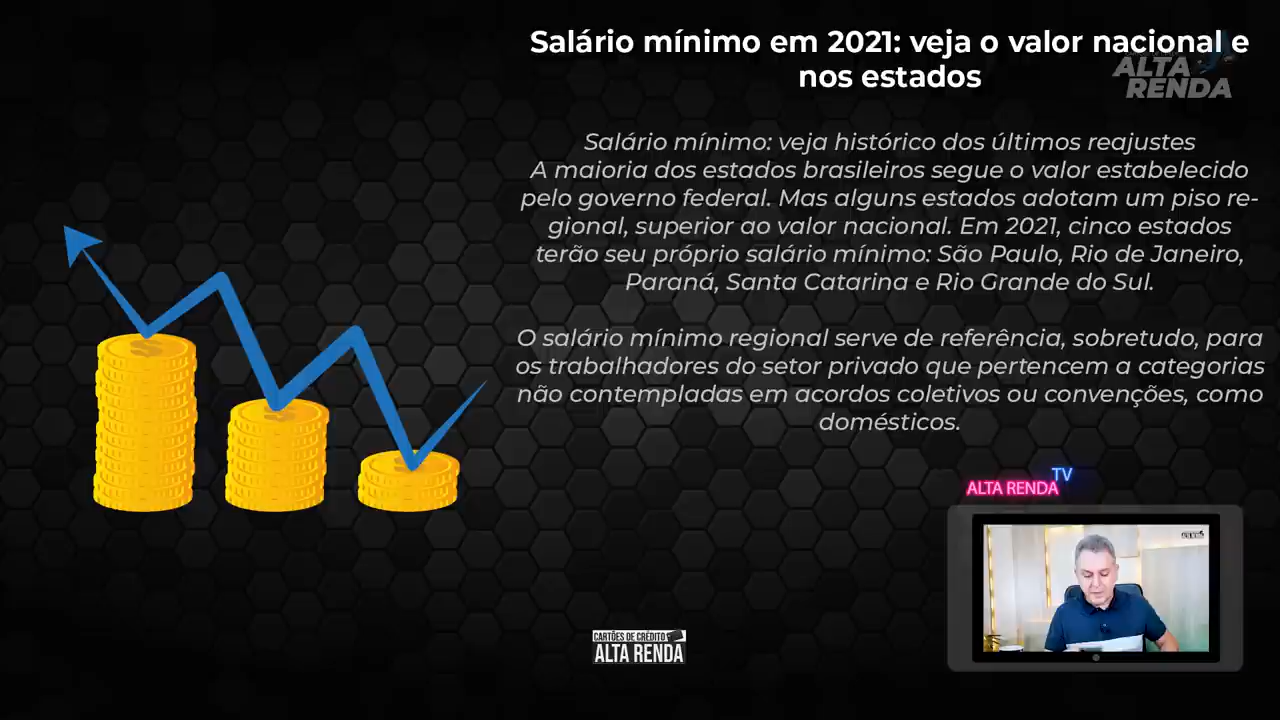 Salário mínimo em 2021: veja o valor nacional e
nos estados
ALTA
RENDA
Salário mínimo: veja histórico dos últimos reajustes
A maioria dos estados brasileiros segue o valor estabelecido
pelo governo federal. Mas alguns estados adotam um piso re-
gional, superior ao valor nacional. Em 2021, cinco estados
terão seu próprio salário mínimo: São Paulo, Rio de Janeiro,
Paraná, Santa Catarina e Rio Grande do Sul.
O salário mínimo regional serve de referência, sobretudo, para
os trabalhadores do setor privado que pertencem a categorias
não contempladas em acordos coletivos ou convenções, como
domésticos.
TV
ALTA RENDA
CARTÕES DE CRÉDITO
ALTA RENDA